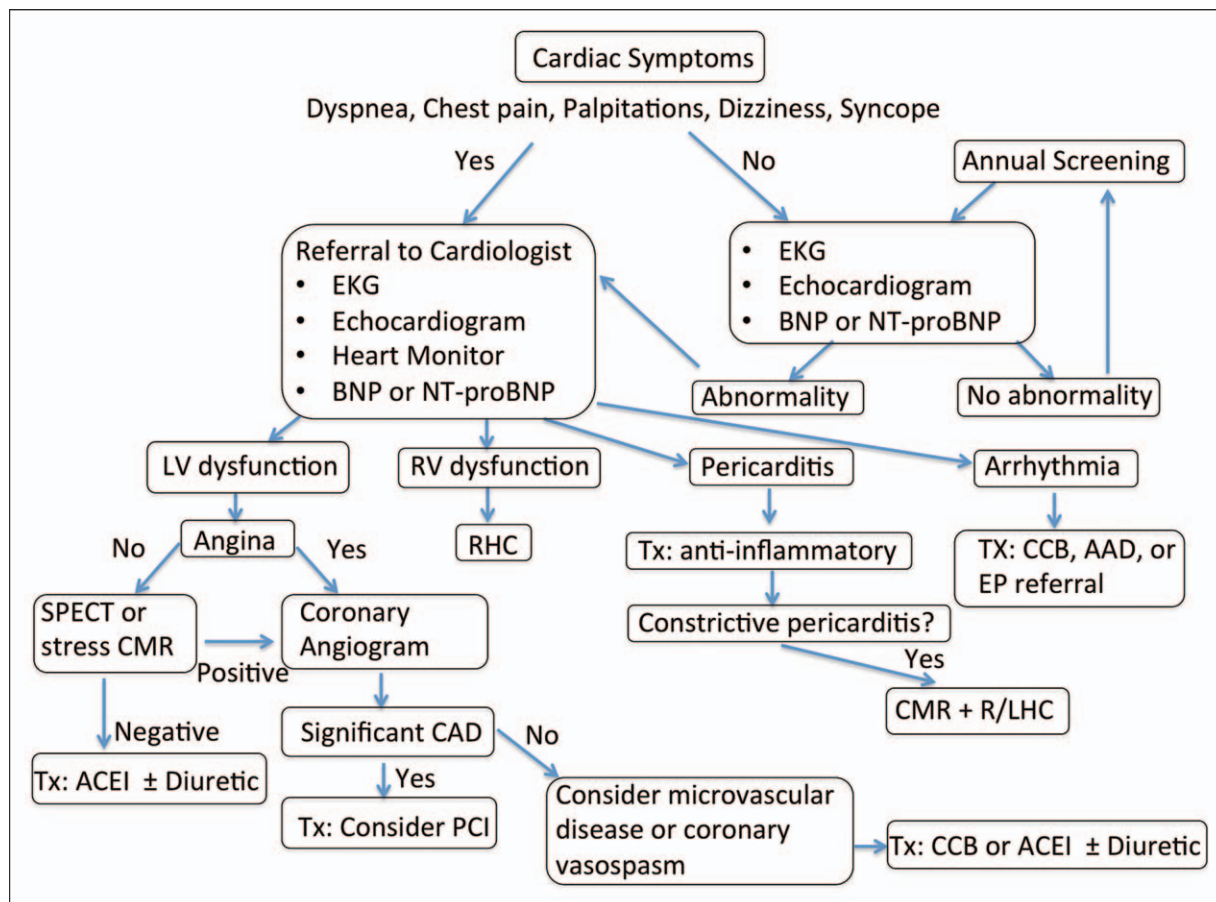 Cardiac Symptoms
Dyspnea, Chest pain, Palpitations, Dizziness, Syncope
Yes
No
Annual Screening
Referral to Cardiologist
• EKG
• Echocardiogram
• Heart Monitor
• BNP or NT-proBNP
• EKG
• Echocardiogram
• BNP or NT-proBNP
Abnormality
No abnormality
LV dysfunction
RV dysfunction
Pericarditis
Arrhythmia
No
Angina
Yes
RHC
Tx: anti-inflammatory
TX: CCB, AAD, or
EP referral
SPECT or
stress CMR
Positive
Coronary
Angiogram
Constrictive pericarditis?
Yes
CMR + R/LHC
Negative
Significant CAD
No
Tx: ACEI ± Diuretic
Yes
Tx: Consider PCI
Consider microvascular
disease or coronary
vasospasm
Tx: CCB or ACEI ± Diuretic